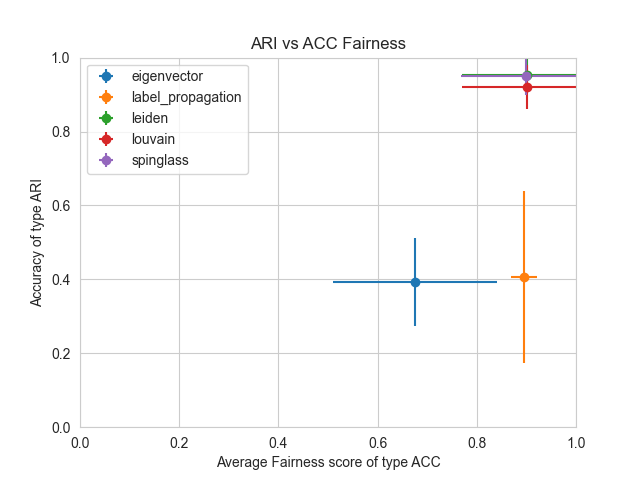 ARI vs ACC Fairness
1.0
0.8
0.6
0.4
0.2
0.0
Accuracy of type ARI
eigenvector
label_propagation
leiden
louvain
spinglass
0.0 0.2 0.4 0.6 0.8 1.0
Average Fairness score of type ACC